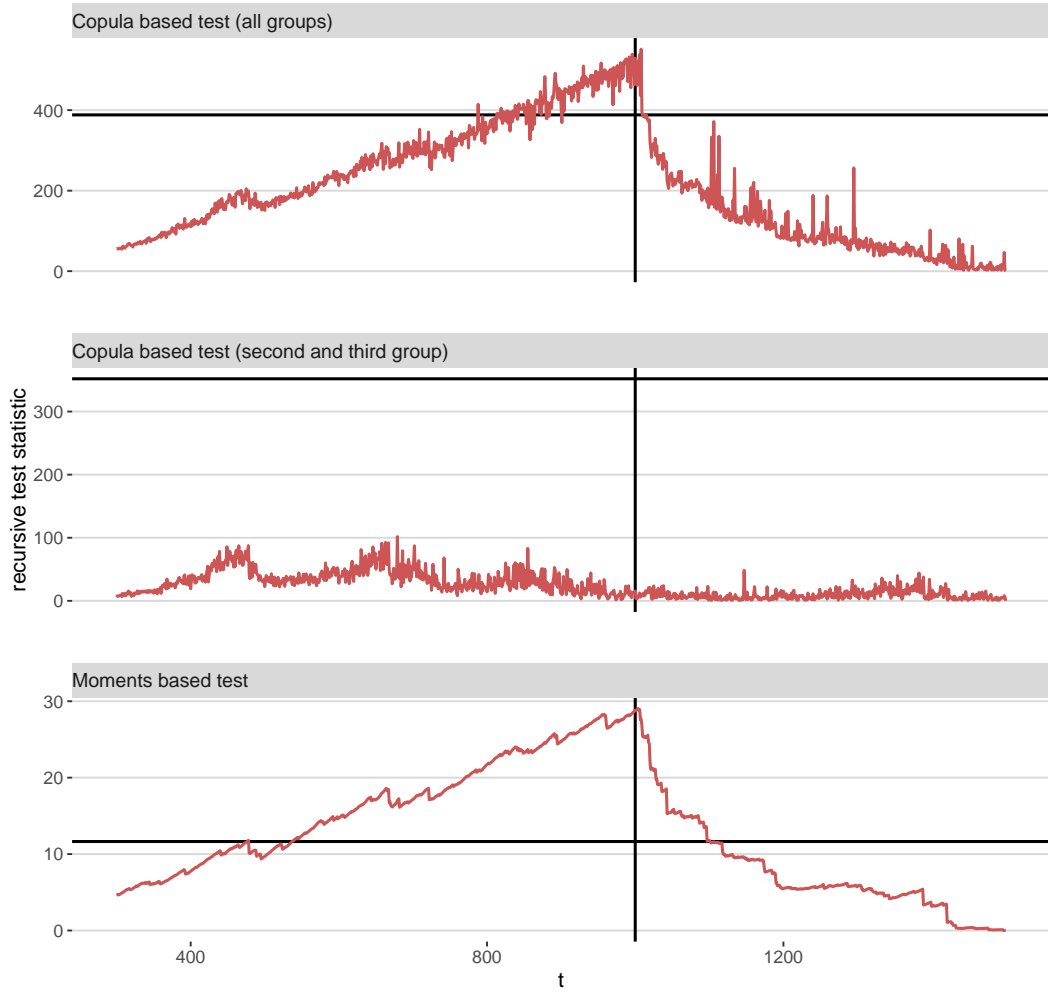 Copula based test (all groups)
400
200
0
Copula based test (second and third group)
300
200
100
0
recursive test statistic
Moments based test
30
20
10
0
400 800 1200
t